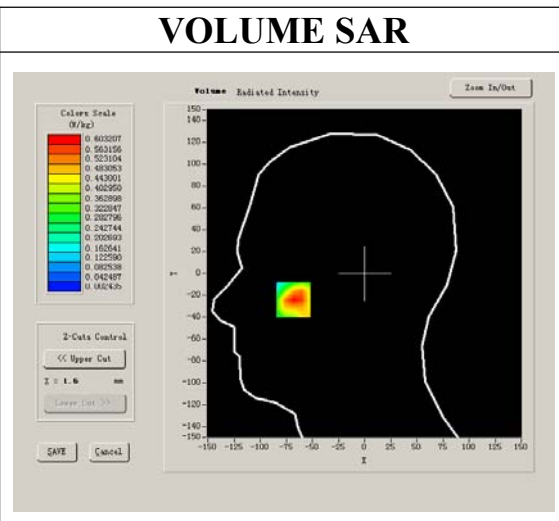 VOLUME SAR
Volume Radiated Intensity
Zoom In/Out
Colors Scale
(W/kg)
0.603207
0.563156
0.523104
0.483053
0.443001
0.402950
0.362898
0.322847
0.282796
0.242744
0.202693
0.162641
0.122590
0.082538
0.042487
0.002435
Z-Cuts Control
<< Upper Cut
Z = 1.6 mm
Lower Cut >>
SAVE
Cancel
150
140
120
100
80
60
40
20
0
-20
-40
-60
-80
-100
-120
-140
-150
Y
-150 -125 -100 -75 -50 -25 0 25 50 75 100 125 150
X